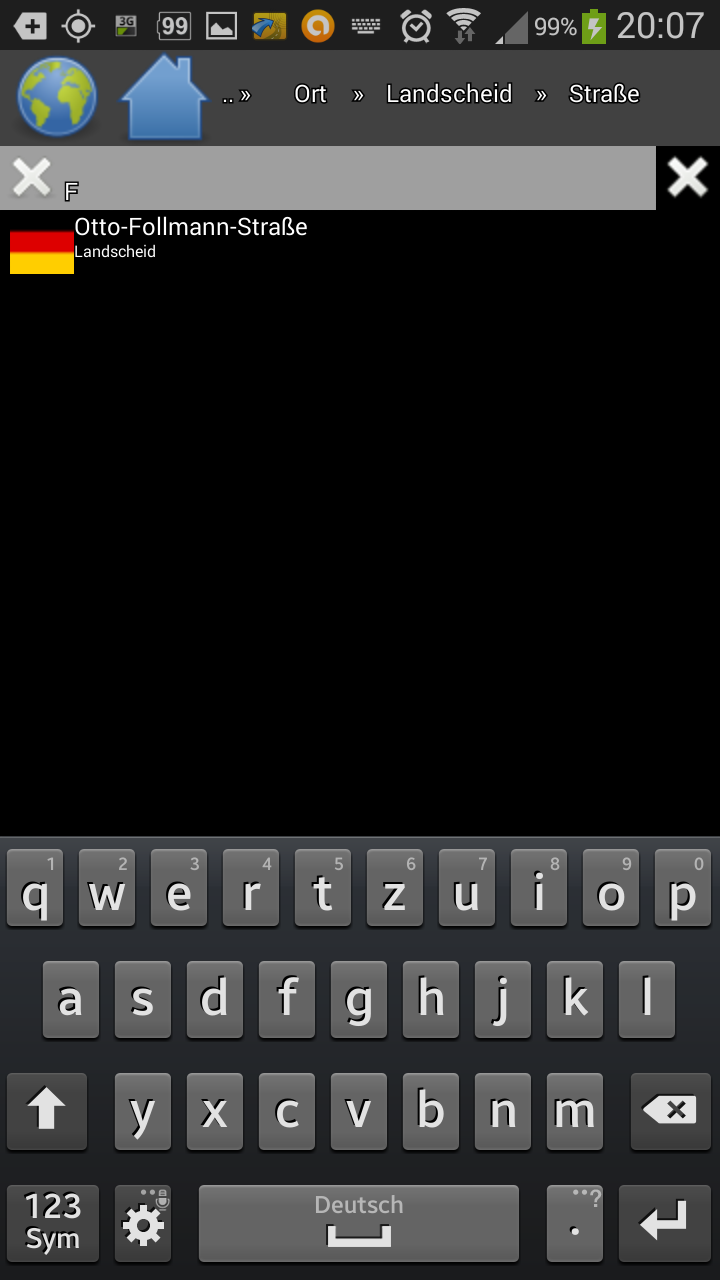 3G 99 99% 20:07
.. » Ort » Landscheid » Straße
F
Otto-Follmann-Straße
Landscheid
1 2 3 4 5 6 7 8 9 0
q w e r t z u i o p
a s d f g h j k l
y x c v b n m
123 Sym Deutsch . ?